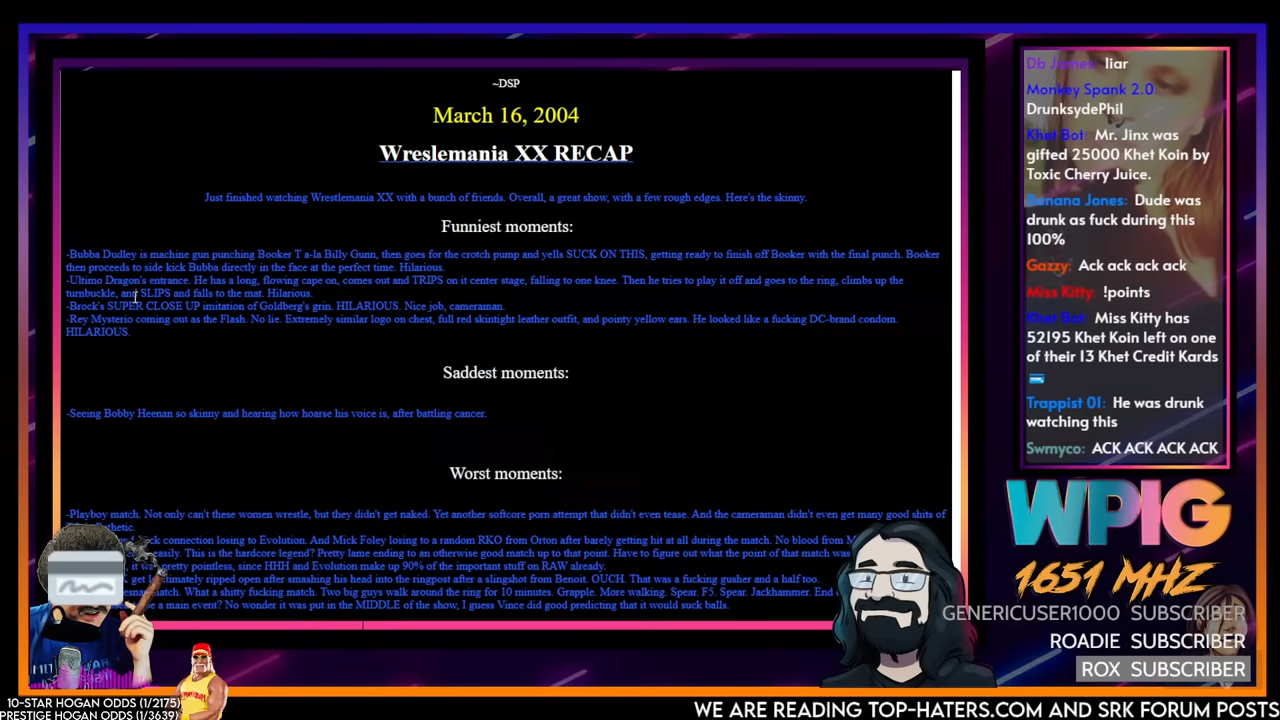 ~DSP
March 16, 2004
Wreslemania XX RECAP
Just finished watching Wrestlemania XX with a bunch of friends. Overall, a great show, with a few rough edges. Here's the skinny.
Funniest moments:
-Bubba Dudley is machine gun punching Booker T a-la Billy Gunn, then goes for the crotch pump and yells SUCK ON THIS, getting ready to finish off Booker with the final punch. Booker
then proceeds to side kick Bubba directly in the face at the perfect time. Hilarious.
-Ultimo Dragon's entrance. He has a long, flowing cape on, comes out and TRIPS on it center stage, falling to one knee. Then he tries to play it off and goes to the ring, climbs up the
turnbuckle, and SLIPS and falls to the mat. Hilarious.
-Brock's SUPER CLOSE UP imitation of Goldberg's grin. HILARIOUS. Nice job, cameraman.
-Rey Mysterio coming out as the Flash. No lie. Extremely similar logo on chest, full red skintight leather outfit, and pointy yellow ears. He looked like a fucking DC-brand condom.
HILARIOUS.
Saddest moments:
-Seeing Bobby Heenan so skinny and hearing how hoarse his voice is, after battling cancer.
Worst moments:
-Playboy match. Not only can't these women wrestle, but they didn't get naked. Yet another softcore porn attempt that didn't even tease. And the cameraman didn't even get many good shits of
connection losing to Evolution. And Mick Foley losing to a random RKO from Orton after barely getting hit at all during the match. No blood from
easily. This is the hardcore legend? Pretty lame ending to an otherwise good match up to that point. Have to figure out what the point of that match was
it was pretty pointless, since HHH and Evolution make up 90% of the important stuff on RAW already.
get legitimately ripped open after smashing his head into the ringpost after a slingshot from Benoit. OUCH. That was a fucking gusher and a half too.
match. What a shitty fucking match. Two big guys walk around the ring for 10 minutes. Grapple. More walking. Spear. F5. Spear. Jackhammer. End
a main event? No wonder it was put in the MIDDLE of the show, I guess Vince did good predicting that it would suck balls.
Db James: liar
Monkey Spank 2.0:
DrunksydePhil
Khet Bot: Mr. Jinx was
gifted 25000 Khet Koin by
Toxic Cherry Juice.
Banana Jones: Dude was
drunk as fuck during this
100%
Gazzy: Ack ack ack ack
Miss Kitty: !points
Khet Bot: Miss Kitty has
52195 Khet Koin left on one
of their 13 Khet Credit Kards
Trappist 01: He was drunk
watching this
Swmyco: ACK ACK ACK ACK
WPIG
1651 MHZ
GENERICUSER1000 SUBSCRIBER
ROADIE SUBSCRIBER
ROX SUBSCRIBER
10-STAR HOGAN ODDS (1/2175)
PRESTIGE HOGAN ODDS (1/3639)
WE ARE READING TOP-HATERS.COM AND SRK FORUM POSTS